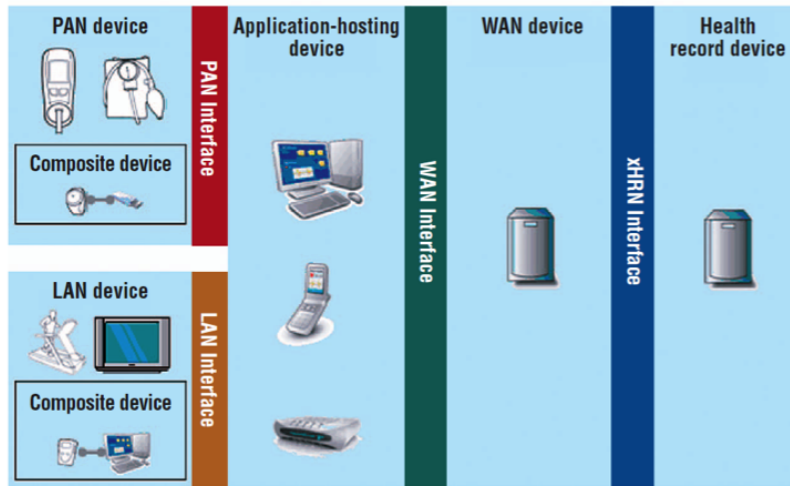 PAN device
PAN Interface
Composite device
LAN device
LAN Interface
Composite device
Application-hosting
device
WAN Interface
WAN device
xHRN Interface
Health
record device